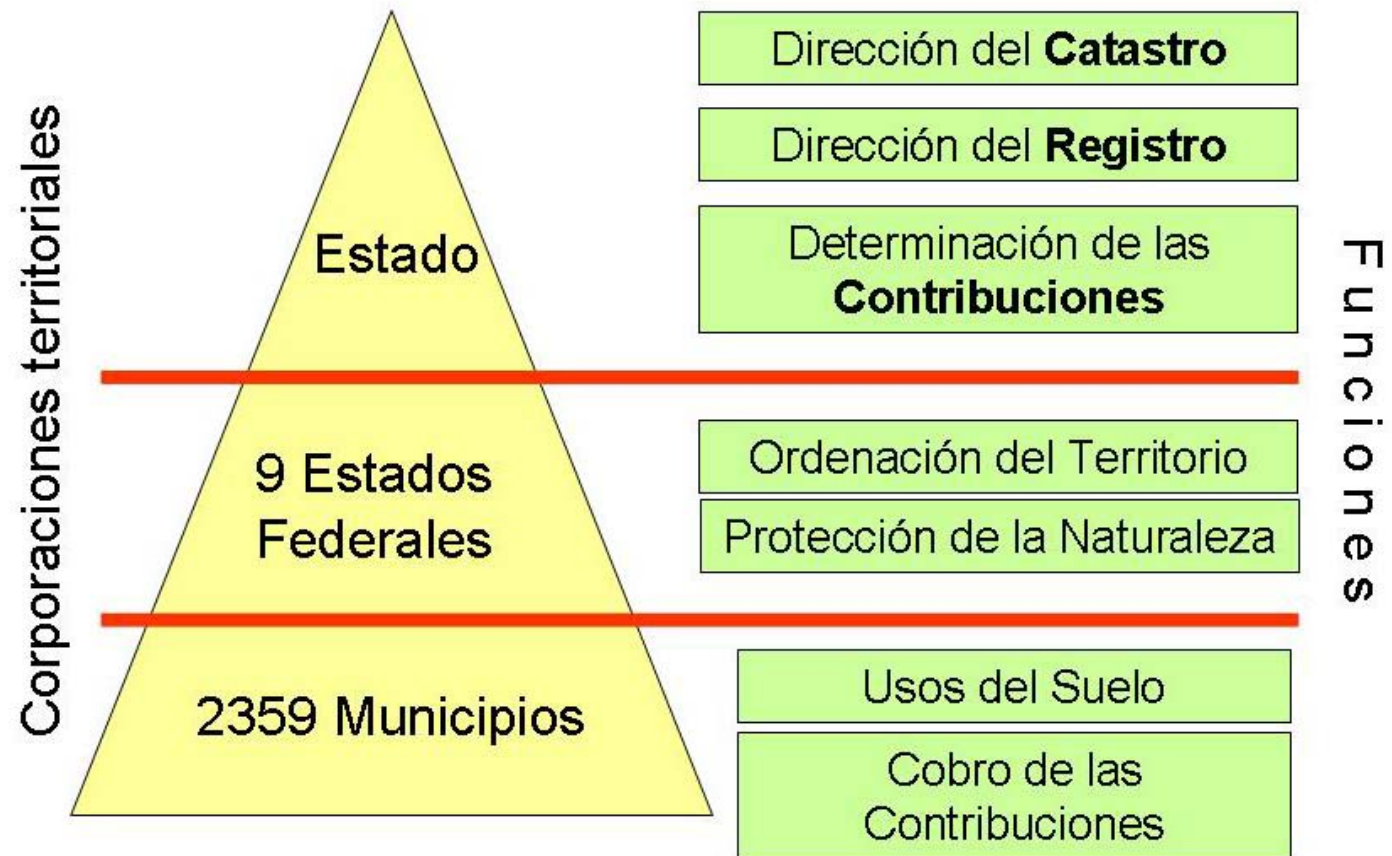 Corporaciones territoriales
Estado
9 Estados
Federales
2359 Municipios
Dirección del Catastro
Dirección del Registro
Determinación de las
Contribuciones
Ordenación del Territorio
Protección de la Naturaleza
Usos del Suelo
Cobro de las
Contribuciones
Funciones